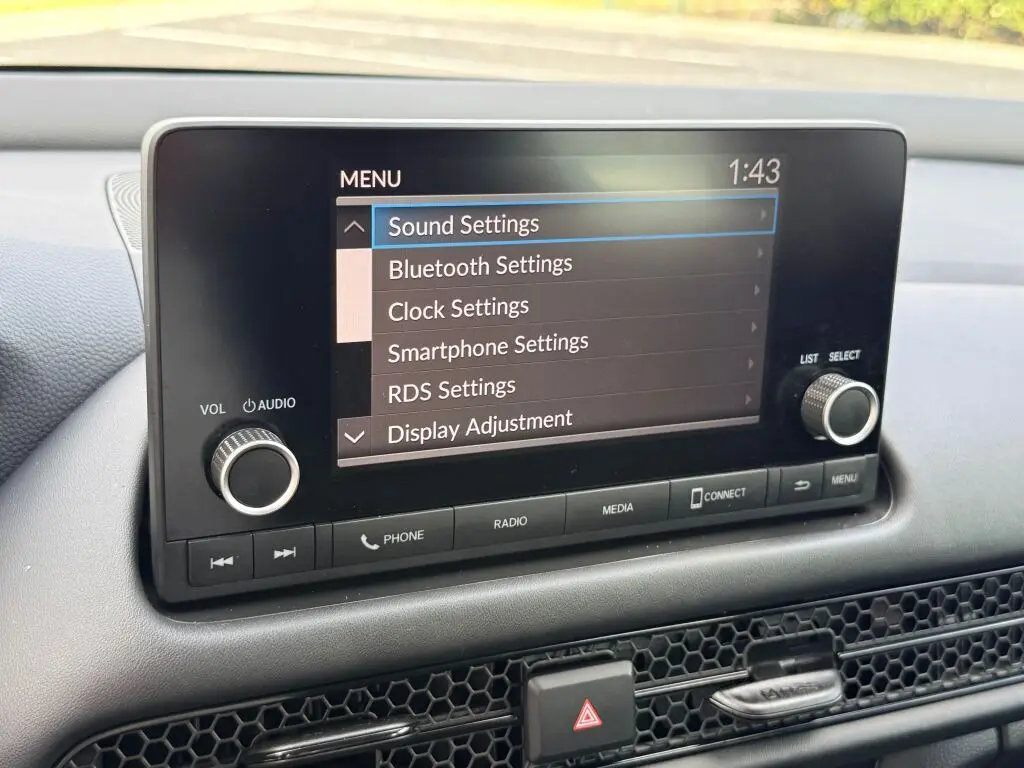 MENU 1:43
Sound Settings
Bluetooth Settings
Clock Settings
Smartphone Settings
RDS Settings
Display Adjustment
LIST SELECT
VOL AUDIO
PHONE RADIO MEDIA CONNECT MENU